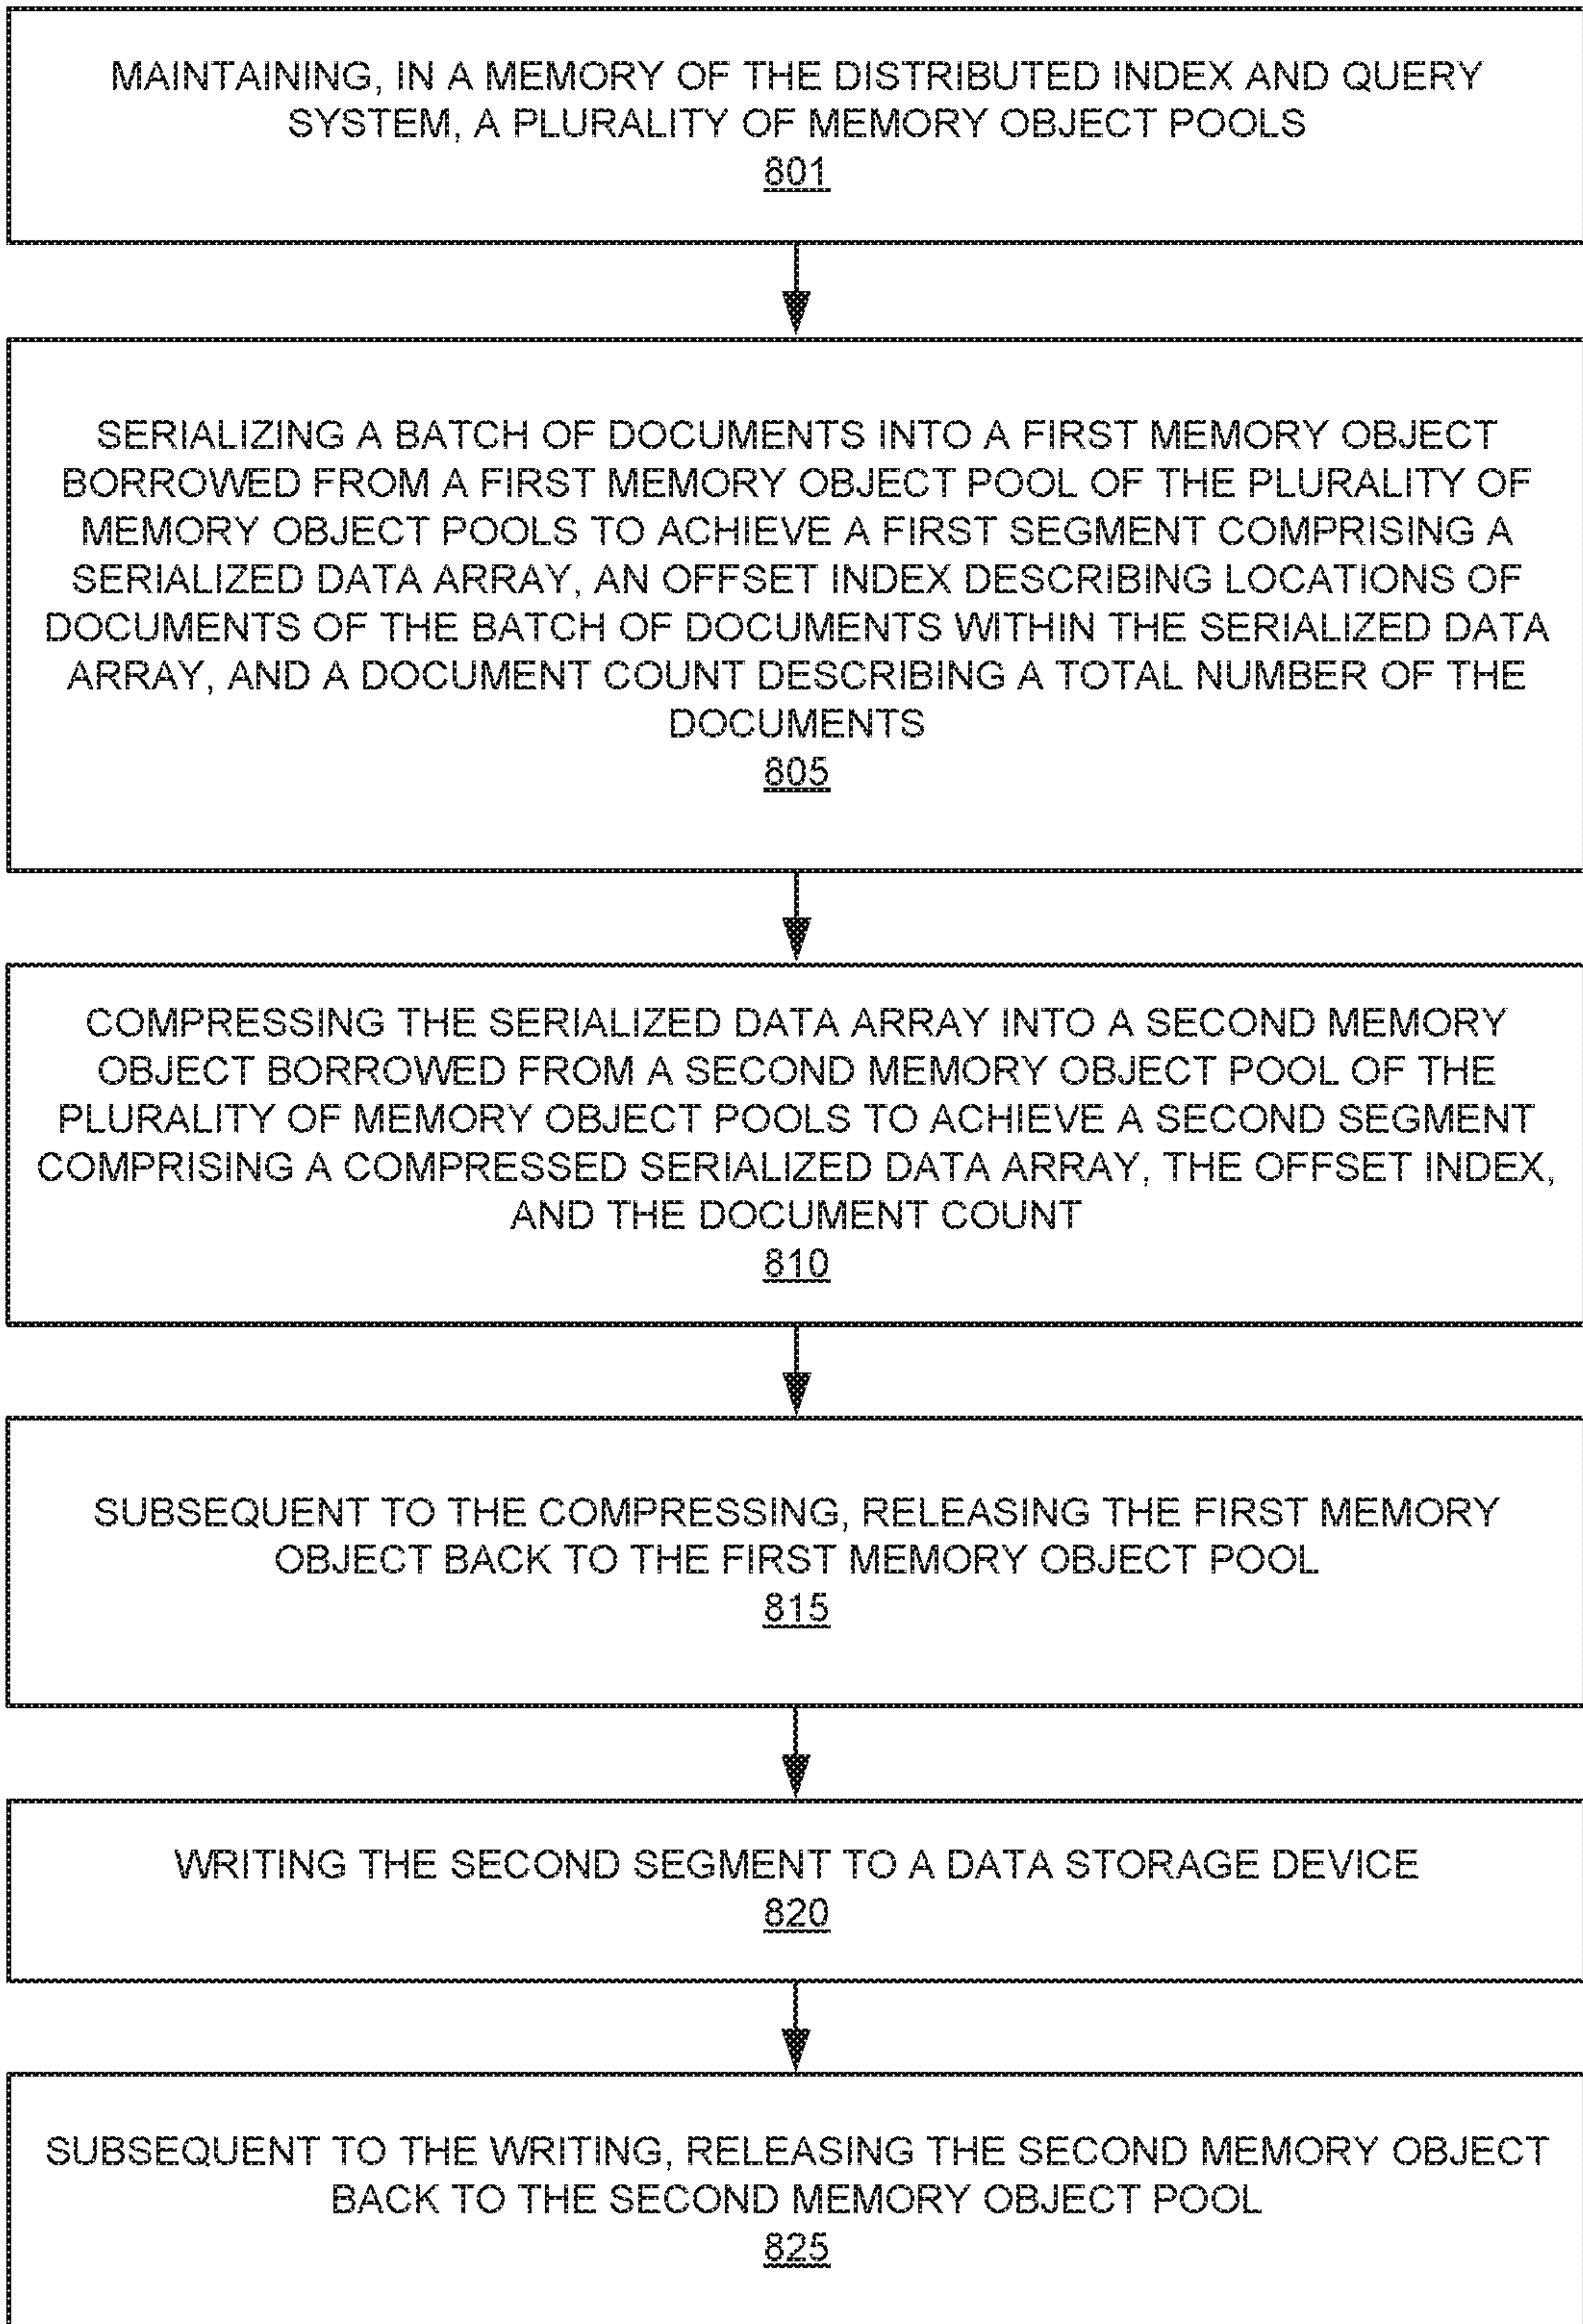 MAINTAINING, IN A MEMORY OF THE DISTRIBUTED INDEX AND QUERY
SYSTEM, A PLURALITY OF MEMORY OBJECT POOLS
801
SERIALIZING A BATCH OF DOCUMENTS INTO A FIRST MEMORY OBJECT
BORROWED FROM A FIRST MEMORY OBJECT POOL OF THE PLURALITY OF
MEMORY OBJECT POOLS TO ACHIEVE A FIRST SEGMENT COMPRISING A
SERIALIZED DATA ARRAY, AN OFFSET INDEX DESCRIBING LOCATIONS OF
DOCUMENTS OF THE BATCH OF DOCUMENTS WITHIN THE SERIALIZED DATA
ARRAY, AND A DOCUMENT COUNT DESCRIBING A TOTAL NUMBER OF THE
DOCUMENTS
805
COMPRESSING THE SERIALIZED DATA ARRAY INTO A SECOND MEMORY
OBJECT BORROWED FROM A SECOND MEMORY OBJECT POOL OF THE
PLURALITY OF MEMORY OBJECT POOLS TO ACHIEVE A SECOND SEGMENT
COMPRISING A COMPRESSED SERIALIZED DATA ARRAY, THE OFFSET INDEX,
AND THE DOCUMENT COUNT
810
SUBSEQUENT TO THE COMPRESSING, RELEASING THE FIRST MEMORY
OBJECT BACK TO THE FIRST MEMORY OBJECT POOL
815
WRITING THE SECOND SEGMENT TO A DATA STORAGE DEVICE
820
SUBSEQUENT TO THE WRITING, RELEASING THE SECOND MEMORY OBJECT
BACK TO THE SECOND MEMORY OBJECT POOL
825